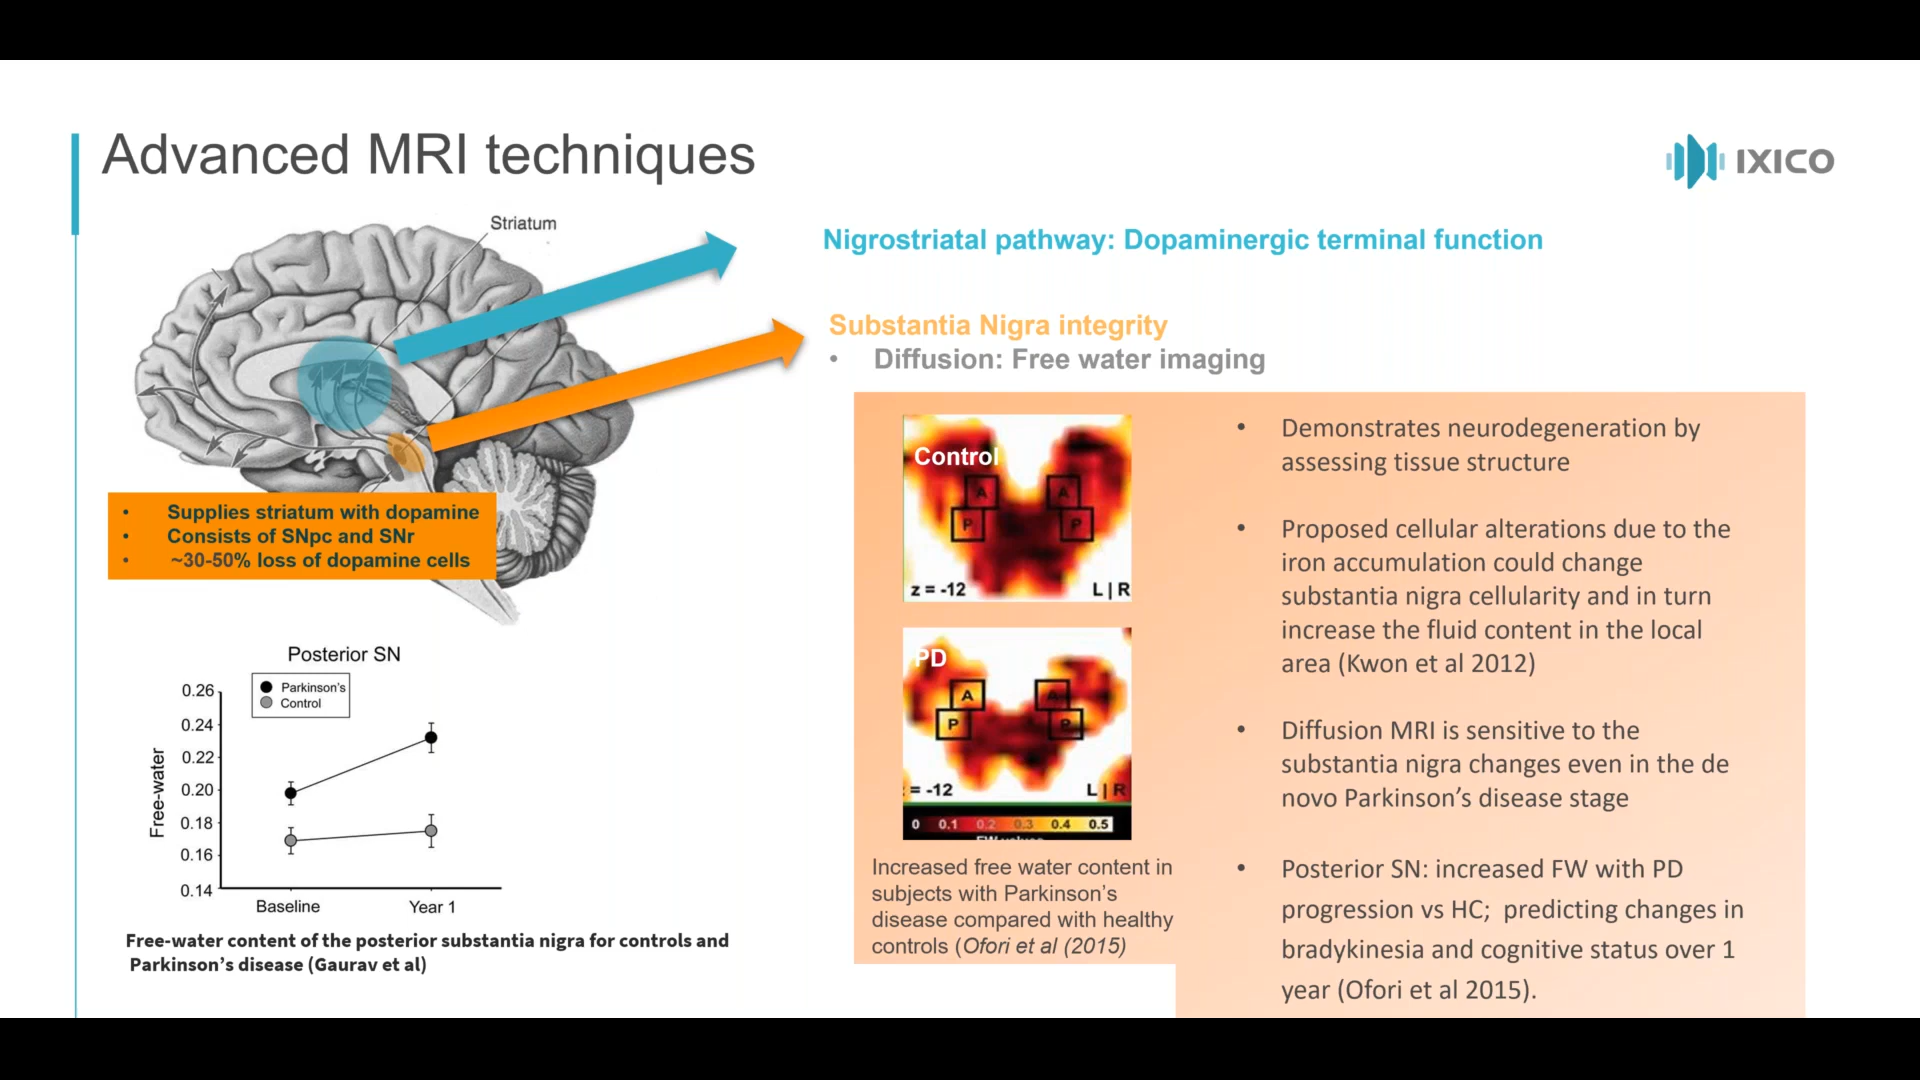 Advanced MRI techniques
IXICO
Striatum
Nigrostriatal pathway: Dopaminergic terminal function
Substantia Nigra integrity
• Diffusion: Free water imaging
• Supplies striatum with dopamine
• Consists of SNpc and SNr
• ~30-50% loss of dopamine cells
Posterior SN
Parkinson's
Control
Free-water
0.26
0.24
0.22
0.20
0.18
0.16
0.14
Baseline Year 1
Free-water content of the posterior substantia nigra for controls and
Parkinson's disease (Gaurav et al)
Control
A A
P P
z = -12 L | R
PD
A A
P P
= -12 L | R
0 0.1 0.2 0.3 0.4 0.5
Increased free water content in
subjects with Parkinson's
disease compared with healthy
controls (Ofori et al (2015)
• Demonstrates neurodegeneration by
assessing tissue structure
• Proposed cellular alterations due to the
iron accumulation could change
substantia nigra cellularity and in turn
increase the fluid content in the local
area (Kwon et al 2012)
• Diffusion MRI is sensitive to the
substantia nigra changes even in the de
novo Parkinson's disease stage
• Posterior SN: increased FW with PD
progression vs HC; predicting changes in
bradykinesia and cognitive status over 1
year (Ofori et al 2015).